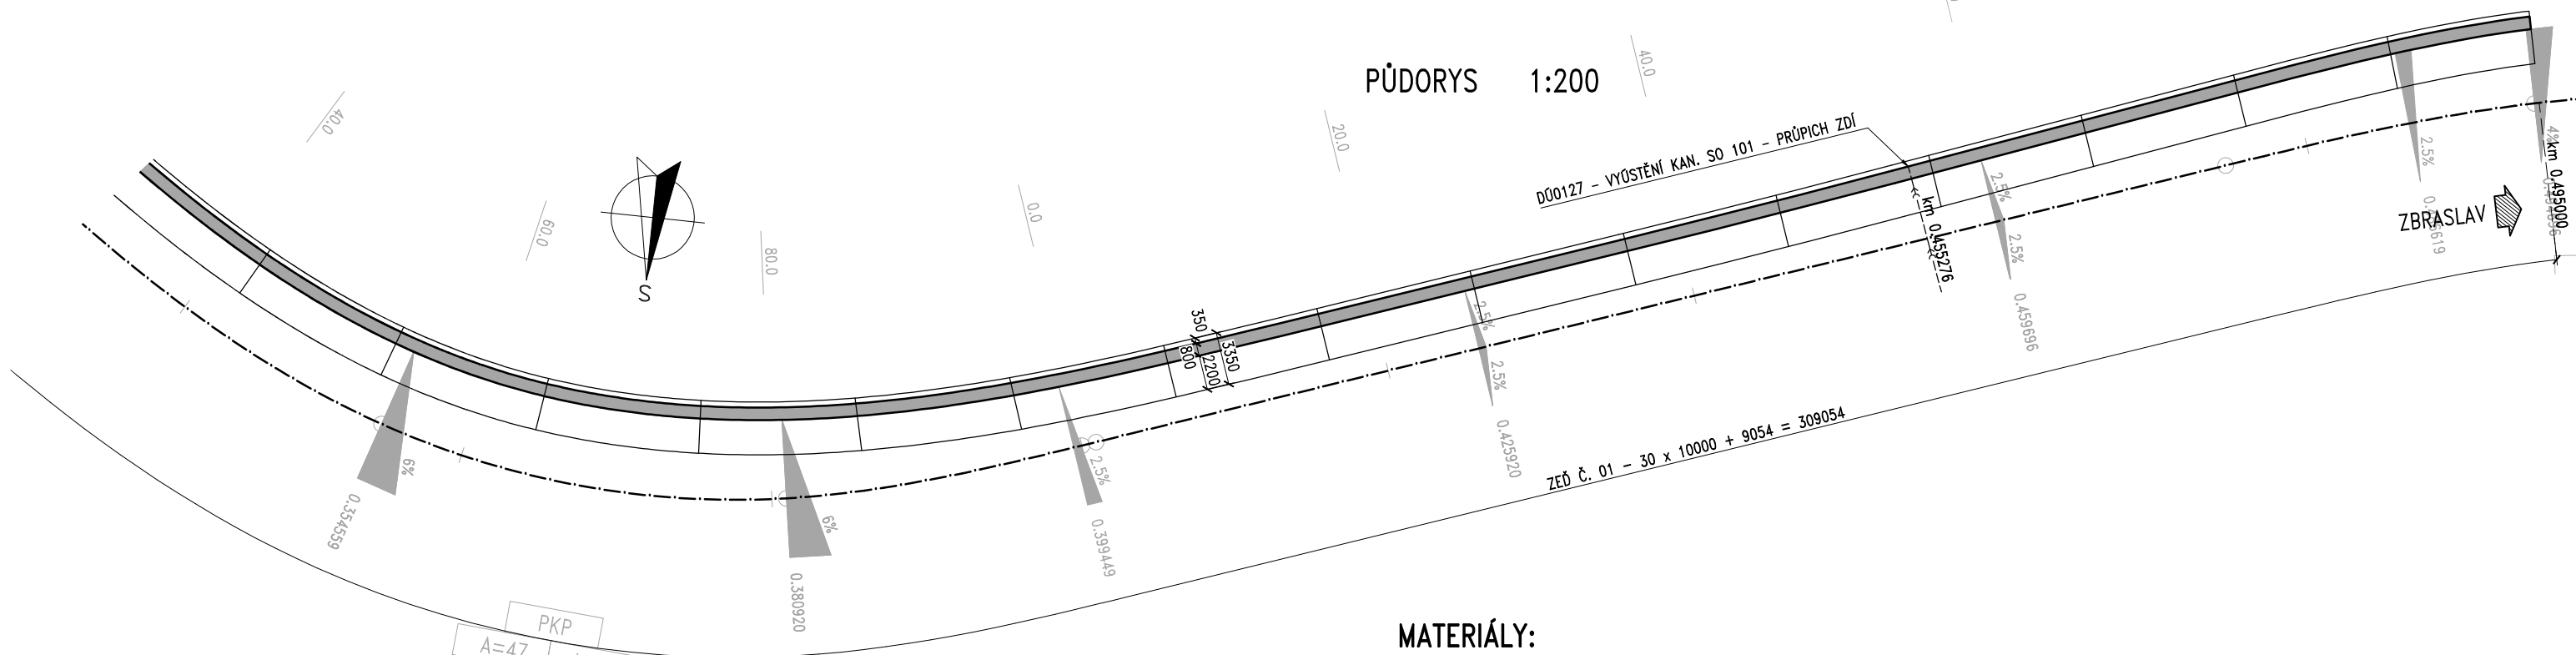 PŮDORYS 1:200
40.0
60.0
80.0
0.0
20.0
40.0
S
DÚ0127 - VYÚSTĚNÍ KAN. SO 101 - PRŮPICH ZDÍ
km 0.455276
km 0.495000
ZBRASLAV
350
800
2200
3350
6%
0.354559
6%
0.380920
2.5%
0.399449
2.5%
2.5%
0.425920
2.5%
2.5%
0.459696
2.5%
4%
ZEĎ Č. 01 - 30 x 10000 + 9054 = 309054
PKP
A=47
MATERIÁLY: